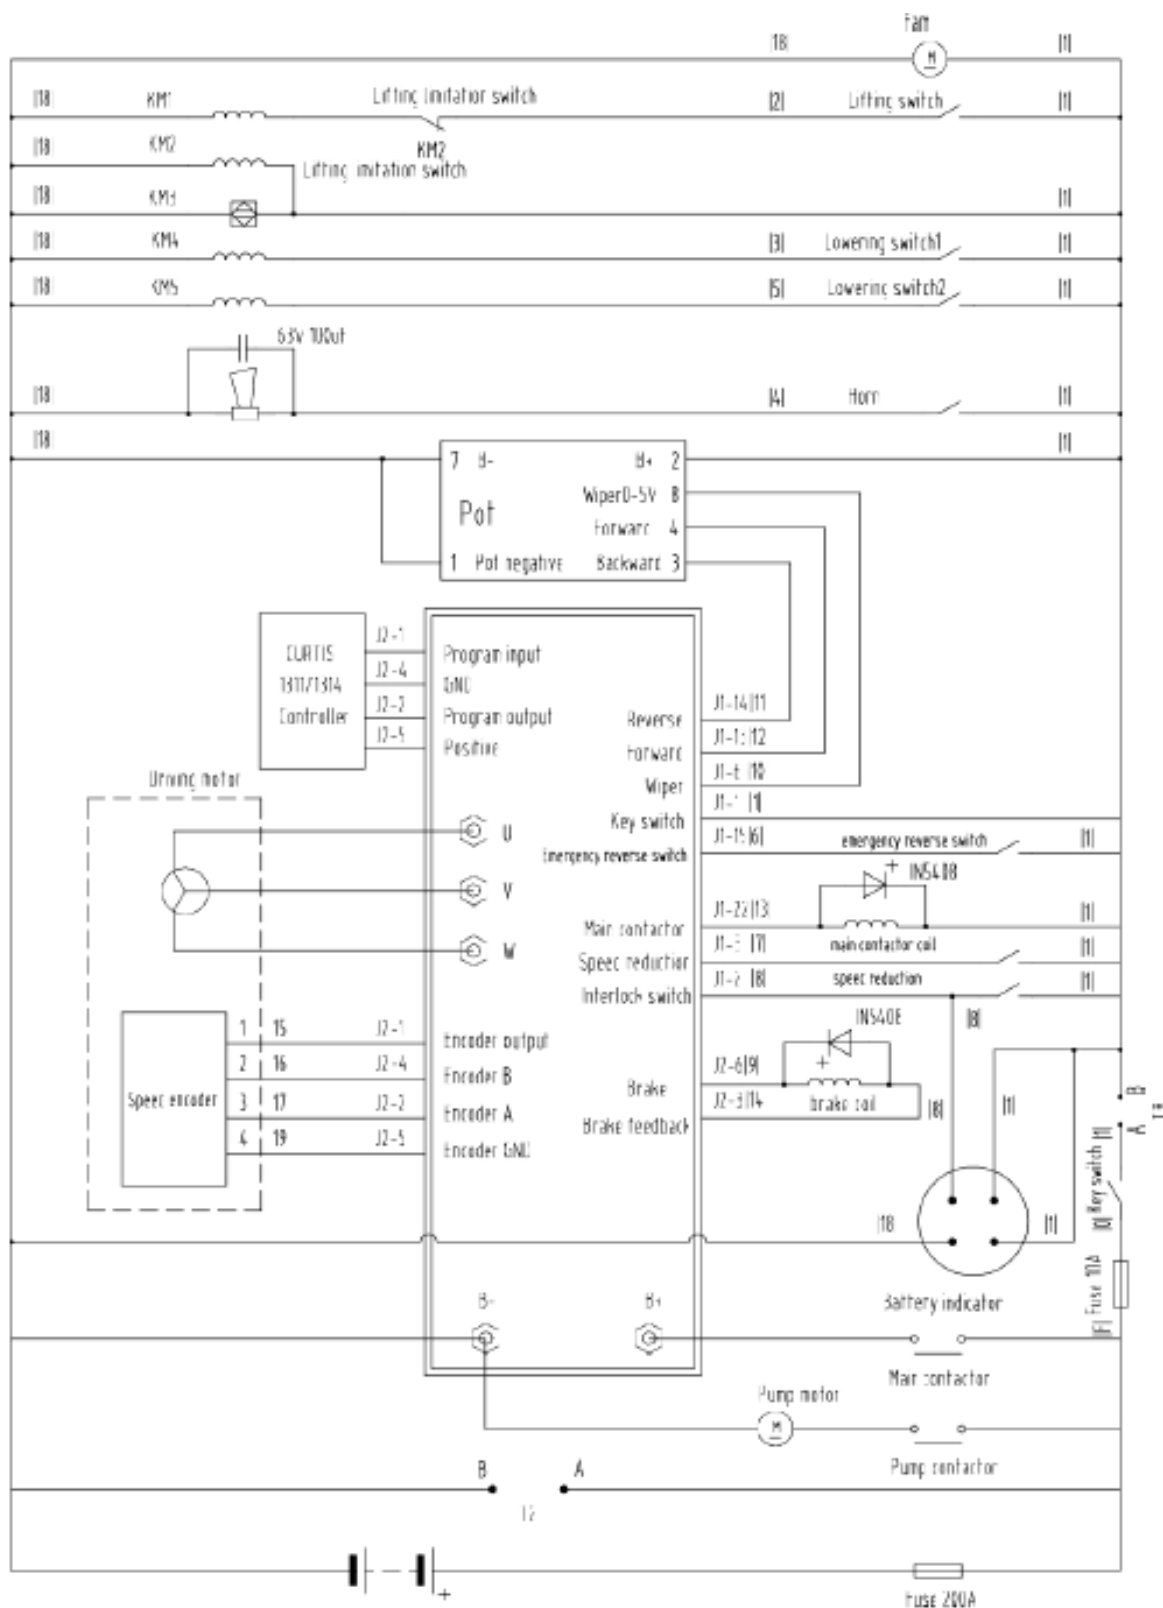 Fam
|18| M |1|
|18| KM1 Lifting limitation switch |2| Lifting switch |1|
|18 KM2 KM2
Lifting imitation switch
|18 KM3 |1|
|18 KM4 |3| Lowering switch1 |1|
|18 KM5 |5| Lowering switch2 |1|
63V 100uf
|18 |4| Horn |1|
|18 |1|
7 B- B+ 2
Wiper0-5V 8
Pot
Forward 4
1 Pot negative Backward 3
CURTIS
1311/1314
Controller
J2-1 Program input
J2-4 GND
J2-2 Program output
J2-5 Positive
Reverse J1-14|11
Forward |12
Wiper J1-6 |10
Key switch |1|
Emergency reverse switch J1-15|6| emergency reverse switch |1|
Driving motor
U
V
W
IN5408
Main contactor J1-22|13 |1|
Speed reduction |7| main contactor coil |1|
Interlock switch J1-2 |8| speed reduction |1|
|8|
Speed encoder
1 15 J2-1 Encoder output
2 16 J2-4 Encoder B
3 17 J2-2 Encoder A
4 19 J2-5 Encoder GND
IN5408
+
Brake J2-6|9|
Brake feedback J2-3|14 brake coil
|8| |1|
B
A
|1|
Key switch
|0|
|18 |1|
Fuse 10A
|F|
Battery indicator
B- B+
Main contactor
Pump motor
M
Pump contactor
B A
+
Fuse 200A